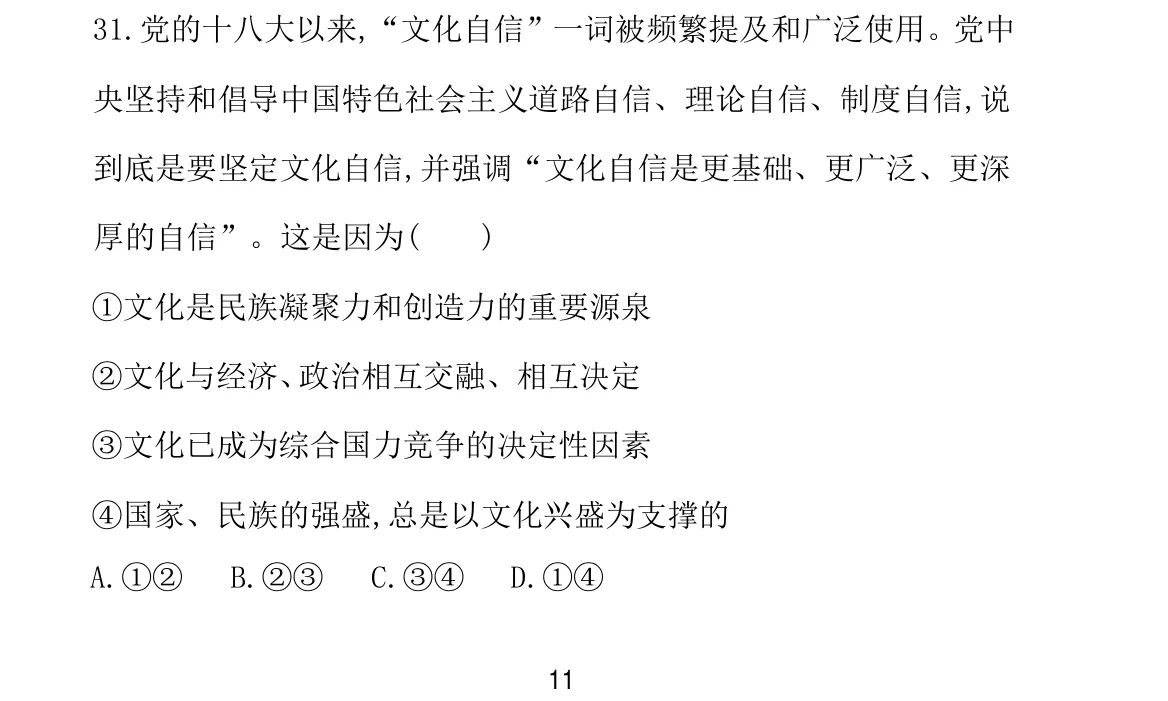 31.党的十八大以来,“文化自信”一词被频繁提及和广泛使用。党中
央坚持和倡导中国特色社会主义道路自信、理论自信、制度自信,说
到底是要坚定文化自信,并强调“文化自信是更基础、更广泛、更深
厚的自信”。这是因为(　　)
①文化是民族凝聚力和创造力的重要源泉
②文化与经济、政治相互交融、相互决定
③文化已成为综合国力竞争的决定性因素
④国家、民族的强盛,总是以文化兴盛为支撑的
A.①②　B.②③　C.③④　D.①④
11